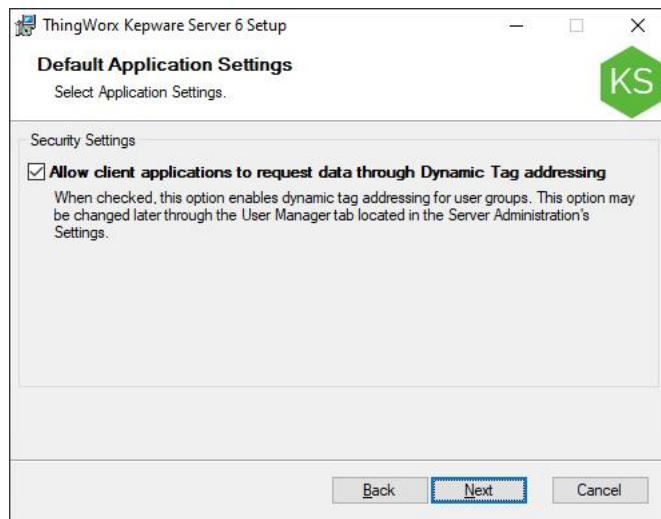 ThingWorx Kepware Server 6 Setup
Default Application Settings
Select Application Settings.
KS
Security Settings
Allow client applications to request data through Dynamic Tag addressing
When checked, this option enables dynamic tag addressing for user groups. This option may
be changed later through the User Manager tab located in the Server Administration's
Settings.
Back Next Cancel